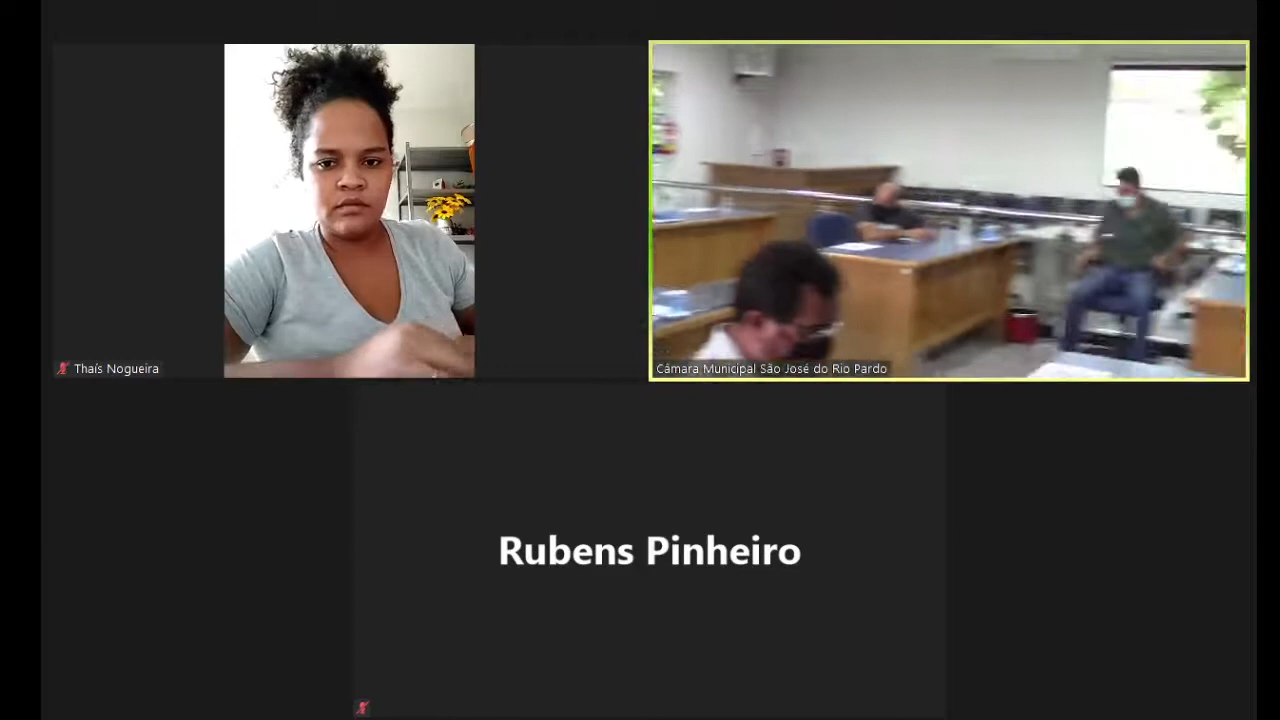 Thaís Nogueira
Câmara Municipal São José do Rio Pardo
Rubens Pinheiro